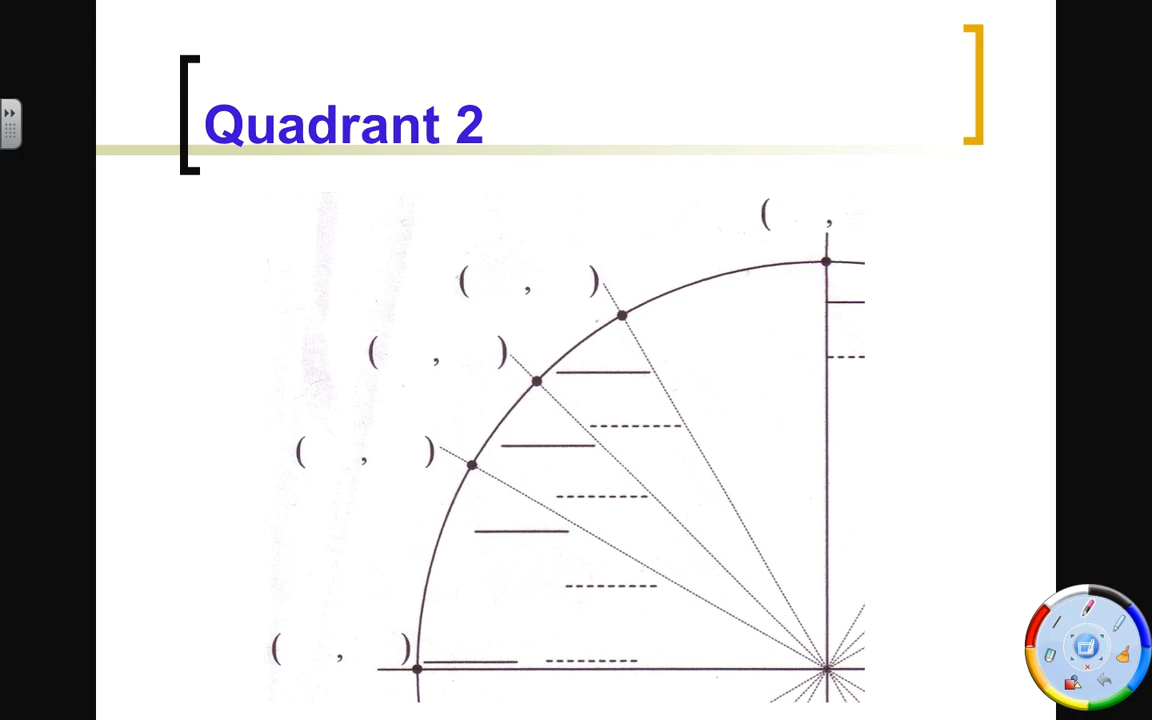 Quadrant 2
( ,
( , )
( , )
( , )
( , )